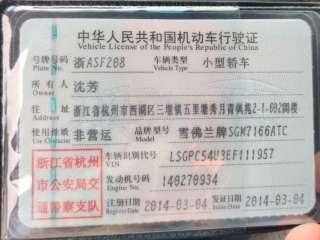 中华人民共和国机动车行驶证
Vehicle License of the People's Republic of China
号牌号码 浙ASF208 车辆类型 小型轿车
Plate No. Vehicle Type
所有人 沈芳
Owner
住址 浙江省杭州市西湖区三墩镇五里塘秀月青枫苑2-1-602阁楼
Address
使用性质 非营运 品牌型号 雪佛兰牌SGM7166ATC
Use Character Model
浙江省杭州
市公安局交
通警察支队
车辆识别代号 LSGPC54U3EF111957
VIN
发动机号码 140270934
Engine No.
注册日期 2014-03-04 发证日期 2014-03-04
Register Date Issue Date